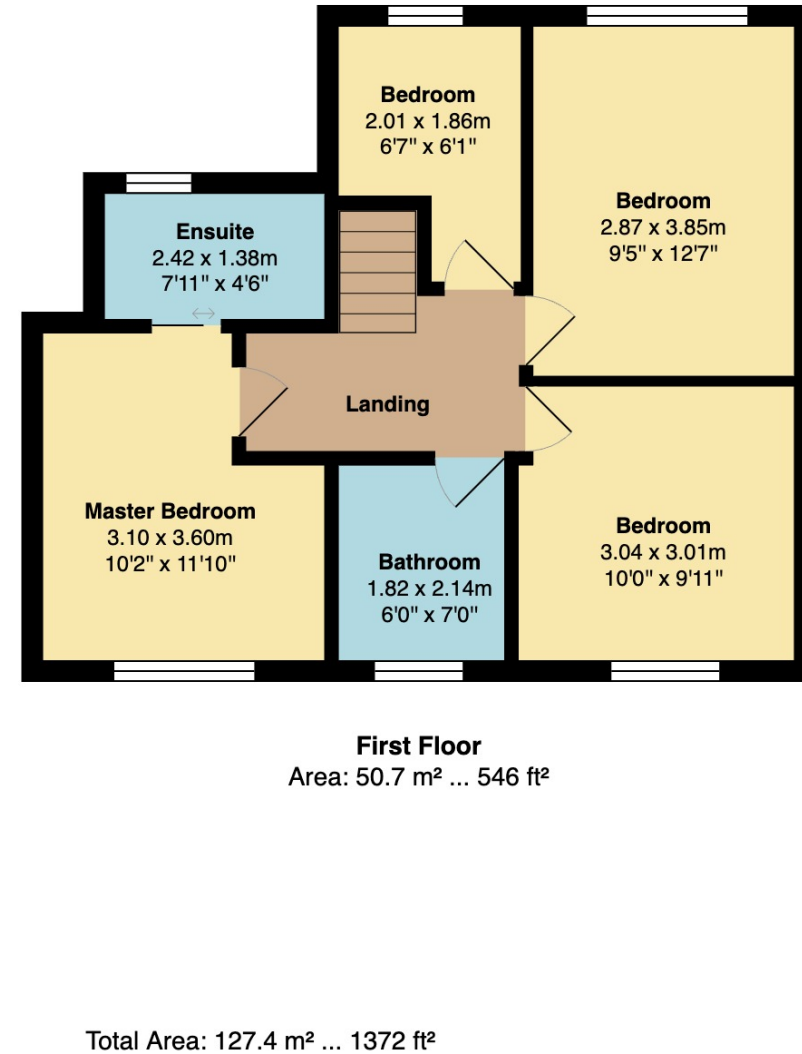 Bedroom
2.01 x 1.86m
6'7" x 6'1"
Bedroom
2.87 x 3.85m
9'5" x 12'7"
Ensuite
2.42 x 1.38m
7'11" x 4'6"
Landing
Master Bedroom
3.10 x 3.60m
10'2" x 11'10"
Bathroom
1.82 x 2.14m
6'0" x 7'0"
Bedroom
3.04 x 3.01m
10'0" x 9'11"
First Floor
Area: 50.7 m² ... 546 ft²
Total Area: 127.4 m² ... 1372 ft²